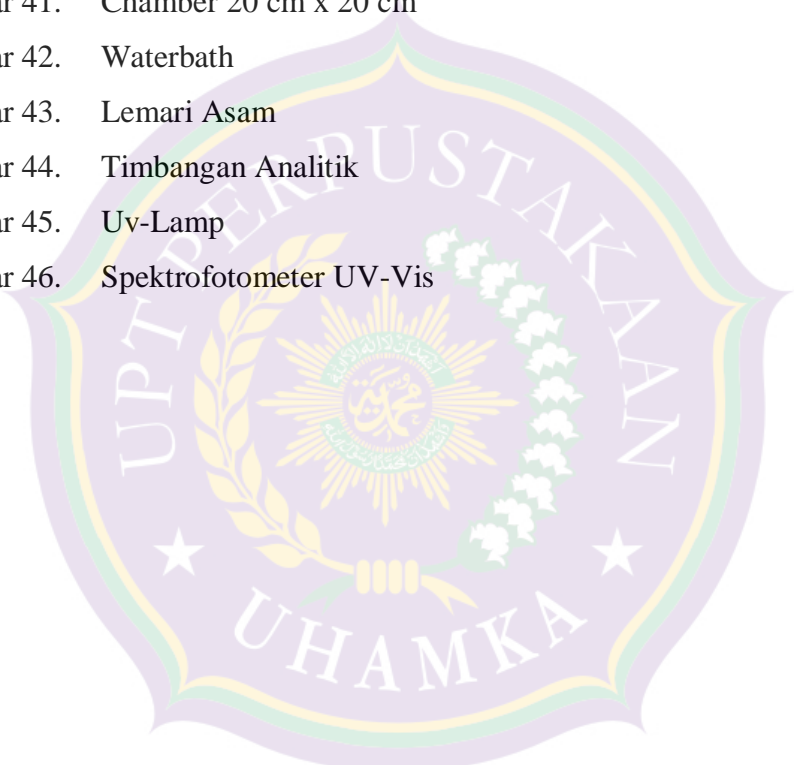 ar 41. Chamber 20 cm x 20 cm
ar 42. Waterbath
ar 43. Lemari Asam
ar 44. Timbangan Analitik
ar 45. Uv-Lamp
ar 46. Spektrofotometer UV-Vis
UPT PERPUSTAKAAN
UHAMKA